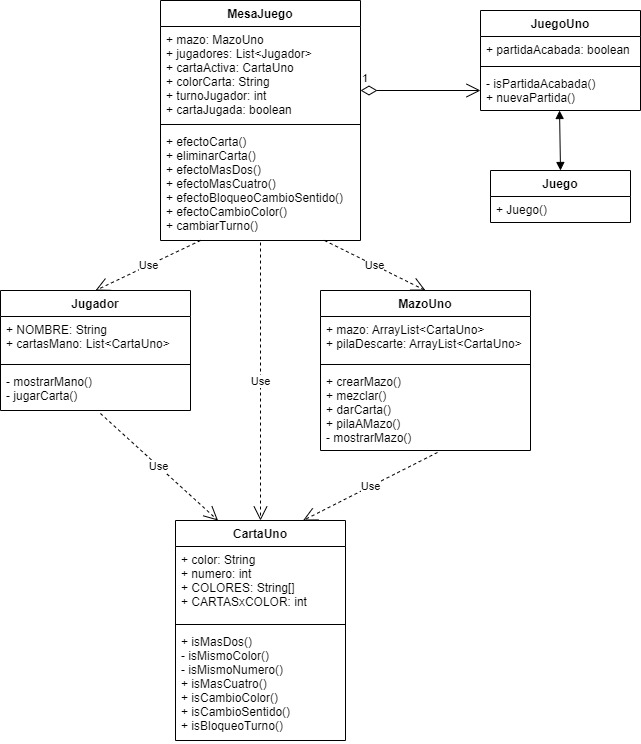 MesaJuego
+ mazo: MazoUno
+ jugadores: List<Jugador>
+ cartaActiva: CartaUno
+ colorCarta: String
+ turnoJugador: int
+ cartaJugada: boolean
+ efectoCarta()
+ eliminarCarta()
+ efectoMasDos()
+ efectoMasCuatro()
+ efectoBloqueoCambioSentido()
+ efectoCambioColor()
+ cambiarTurno()
1
JuegoUno
+ partidaAcabada: boolean
- isPartidaAcabada()
+ nuevaPartida()
Juego
+ Juego()
Use
Use
Jugador
+ NOMBRE: String
+ cartasMano: List<CartaUno>
- mostrarMano()
- jugarCarta()
MazoUno
+ mazo: ArrayList<CartaUno>
+ pilaDescarte: ArrayList<CartaUno>
+ crearMazo()
+ mezclar()
+ darCarta()
+ pilaAMazo()
- mostrarMazo()
Use
Use
Use
CartaUno
+ color: String
+ numero: int
+ COLORES: String[]
+ CARTASxCOLOR: int
+ isMasDos()
- isMismoColor()
- isMismoNumero()
+ isMasCuatro()
+ isCambioColor()
+ isCambioSentido()
+ isBloqueoTurno()